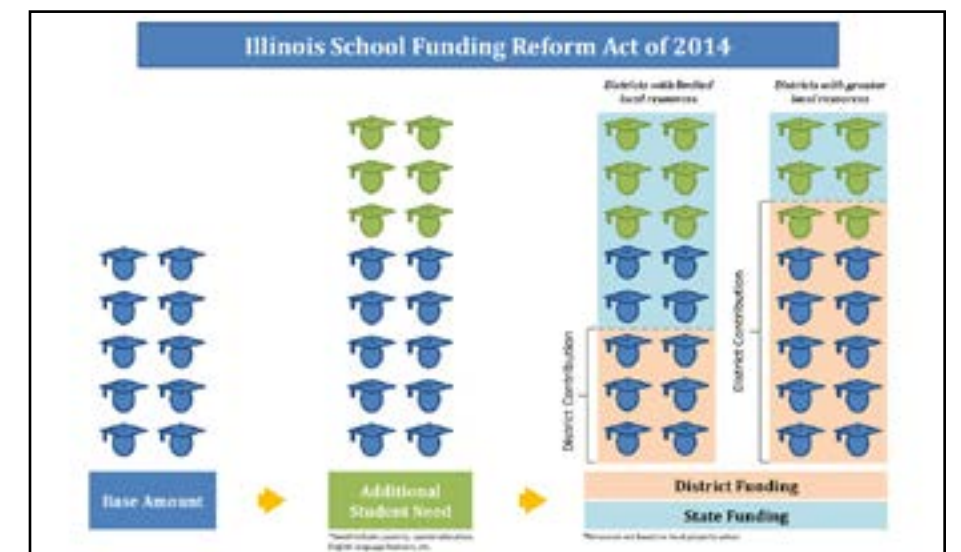 Illinois School Funding Reform Act of 2014
Districts with limited
local resources
Districts with greater
local resources
District Contribution
District Contribution
Base Amount
Additional
Student Need
District Funding
State Funding